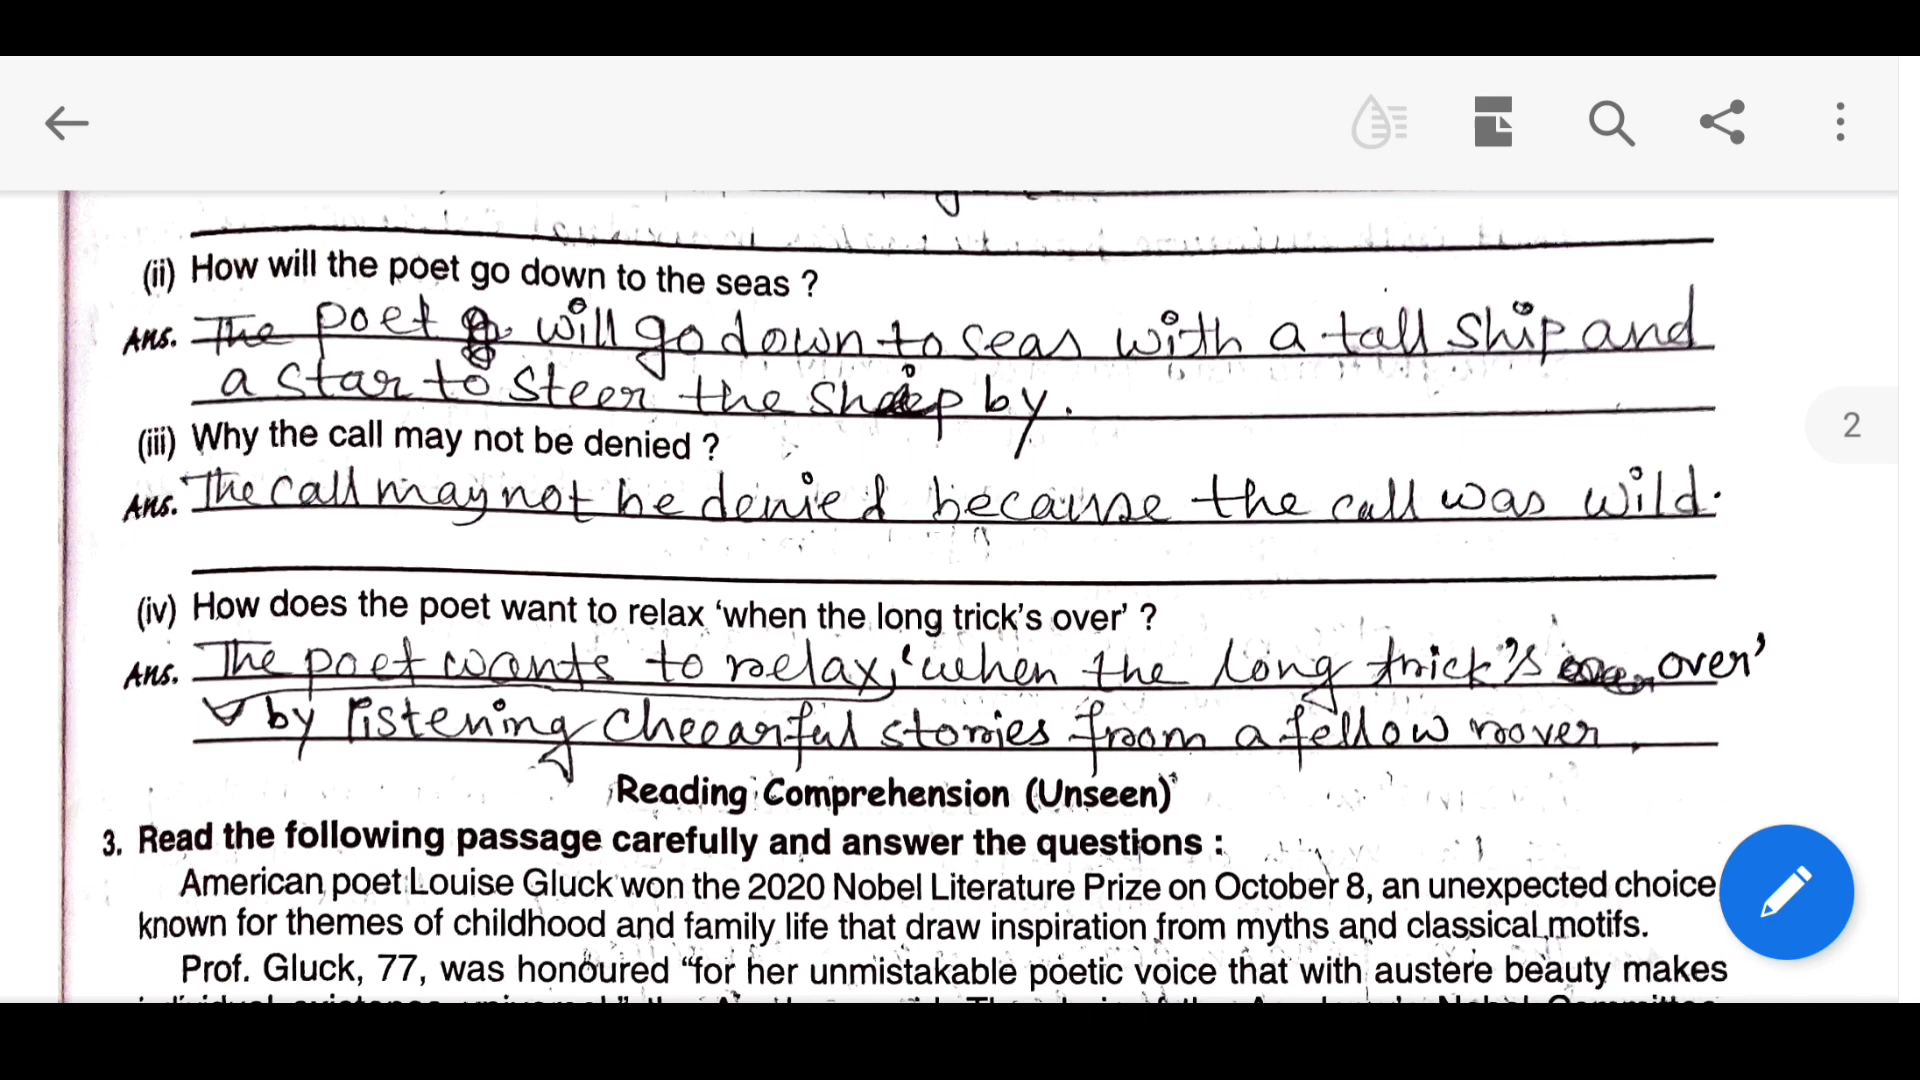 (ii) How will the poet go down to the seas ?
Ans. The poet will go down to seas with a tall ship and
a star to steer the ship by.
(iii) Why the call may not be denied ?
Ans. The call may not be denied because the call was wild.
(iv) How does the poet want to relax ‘when the long trick’s over’ ?
Ans. The poet wants to relax, ‘when the long trick’s over’
by listening cheearful stories from a fellow rover.
2
Reading Comprehension (Unseen)
3. Read the following passage carefully and answer the questions :
American poet Louise Gluck won the 2020 Nobel Literature Prize on October 8, an unexpected choice
known for themes of childhood and family life that draw inspiration from myths and classical motifs.
Prof. Gluck, 77, was honoured “for her unmistakable poetic voice that with austere beauty makes